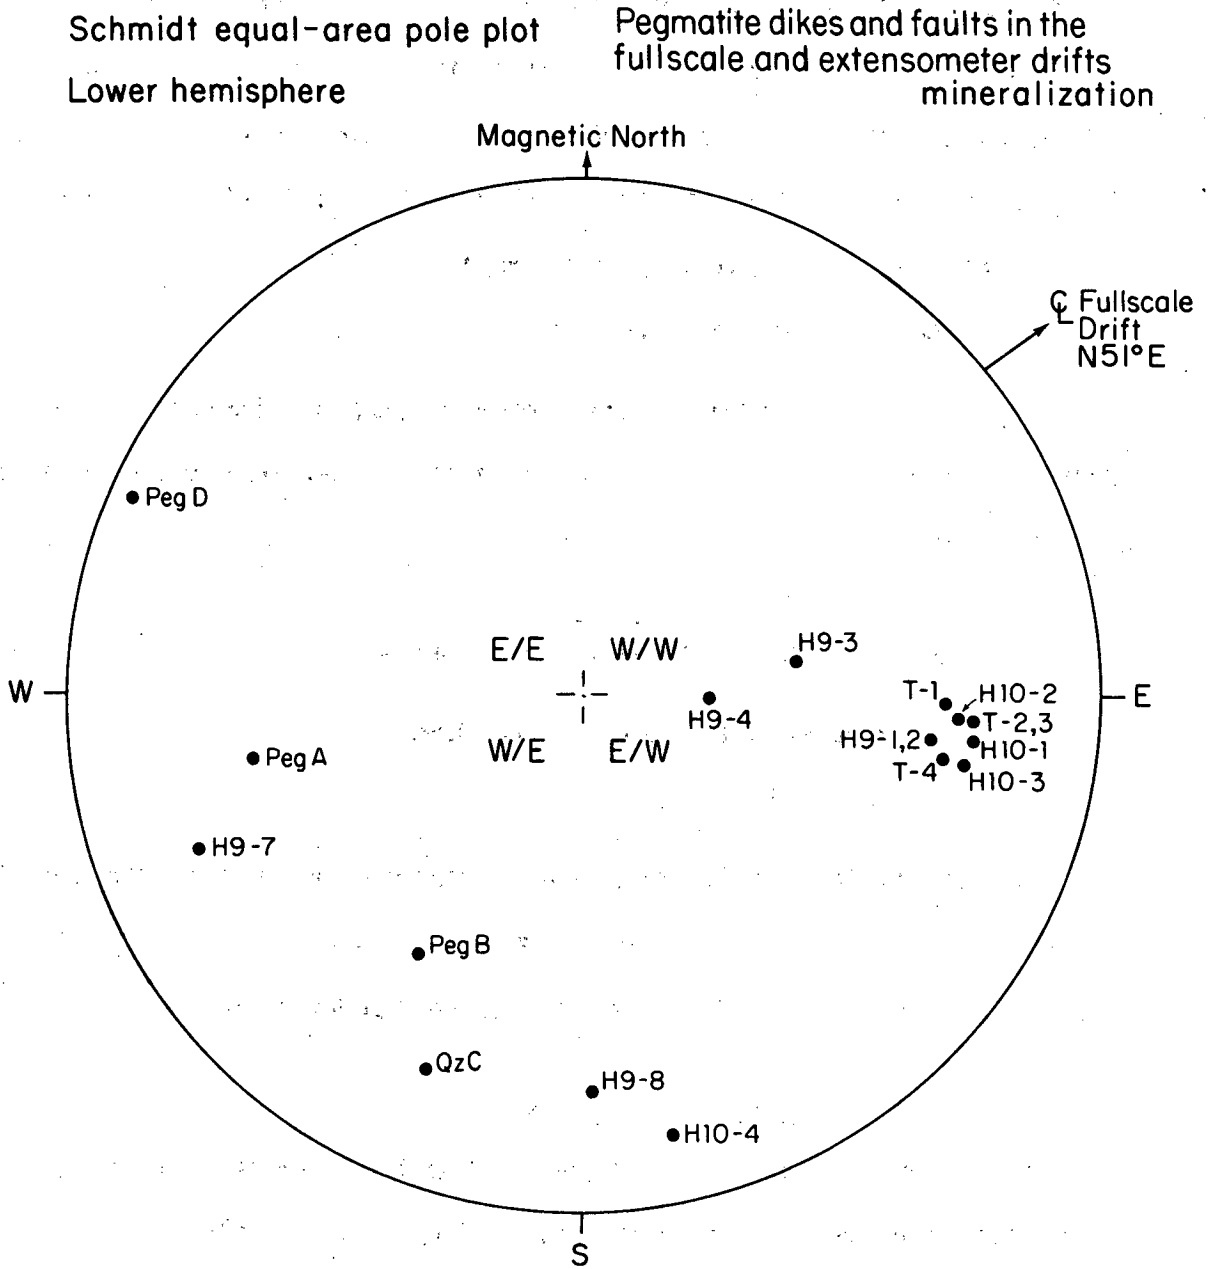 Schmidt equal-area pole plot
Lower hemisphere
Pegmatite dikes and faults in the
fullscale and extensometer drifts
mineralization
Magnetic North
℄ Fullscale
Drift
N51°E
Peg D
E/E W/W
H9-3
W
E
T-1
H10-2
H9-4
T-2,3
H9-1,2
H10-1
W/E E/W
Peg A
T-4
H10-3
H9-7
Peg B
QzC
H9-8
H10-4
S